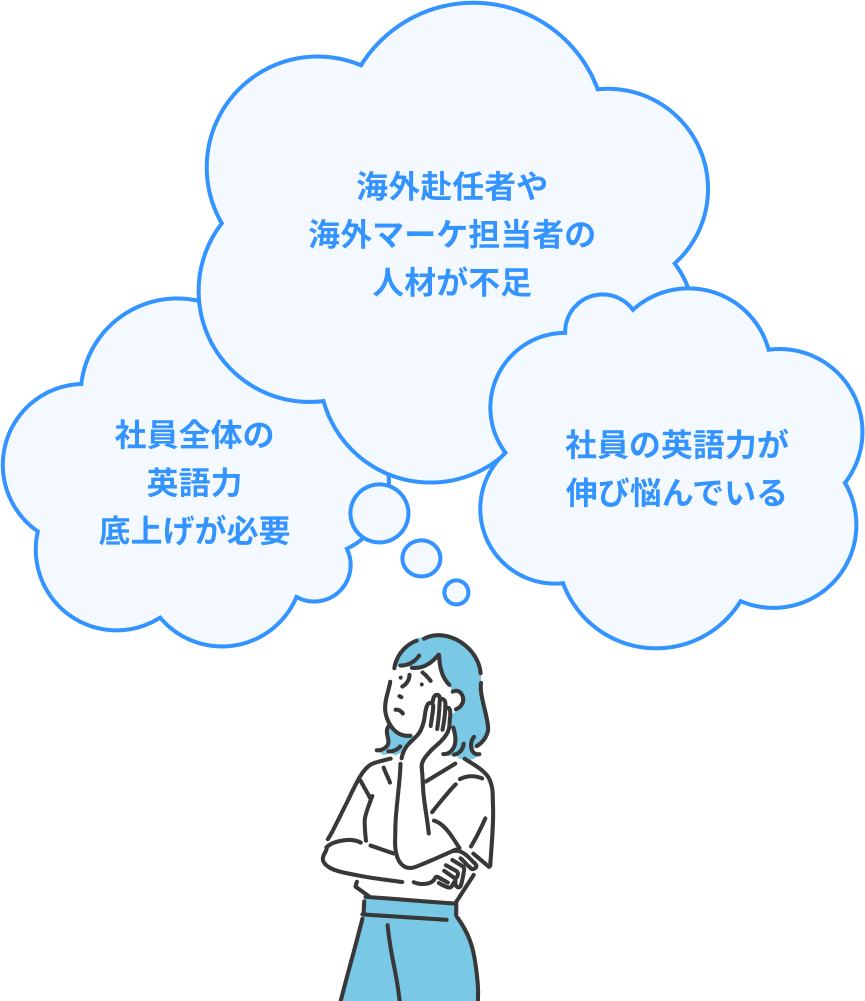 海外赴任者や
海外マーケ担当者の
人材が不足
社員全体の
英語力
底上げが必要
社員の英語力が
伸び悩んでいる